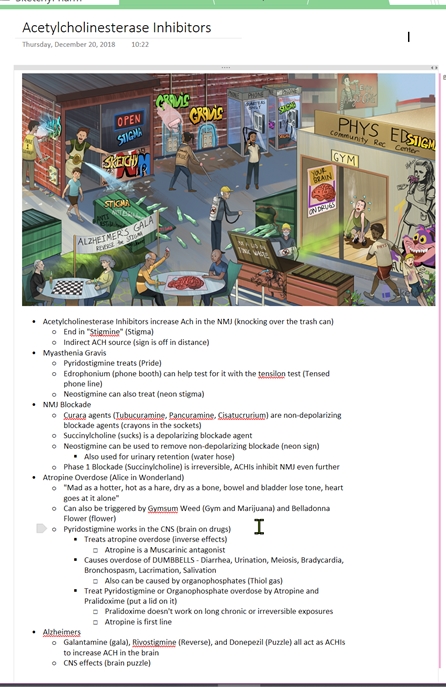 Acetylcholinesterase Inhibitors
Thursday, December 20, 2018 10:22
OPEN
STIGMA
SKETCHY
GRAVIS
GRAVIS
STIGMA
ALZHEIMER'S GALA
REVERSE the STIGMA
PHYS ED
STIGMA
Community Rec Center
GYM
YOUR
BRAIN
ON DRUGS
• Acetylcholinesterase Inhibitors increase Ach in the NMJ (knocking over the trash can)
o End in "Stigmine" (Stigma)
o Indirect ACH source (sign is off in distance)
• Myasthenia Gravis
o Pyridostigmine treats (Pride)
o Edrophonium (phone booth) can help test for it with the tensilon test (Tensed
phone line)
o Neostigmine can also treat (neon stigma)
• NMJ Blockade
o Curara agents (Tubucuramine, Pancuramine, Cisatucrurium) are non-depolarizing
blockade agents (crayons in the sockets)
o Succinylcholine (sucks) is a depolarizing blockade agent
o Neostigmine can be used to remove non-depolarizing blockade (neon sign)
▪ Also used for urinary retention (water hose)
o Phase 1 Blockade (Succinylcholine) is irreversible, ACHIs inhibit NMJ even further
• Atropine Overdose (Alice in Wonderland)
o "Mad as a hotter, hot as a hare, dry as a bone, bowel and bladder lose tone, heart
goes at it alone"
o Can also be triggered by Gymsum Weed (Gym and Marijuana) and Belladonna
Flower (flower)
o Pyridostigmine works in the CNS (brain on drugs)
▪ Treats atropine overdose (inverse effects)
□ Atropine is a Muscarinic antagonist
▪ Causes overdose of DUMBBELLS - Diarrhea, Urination, Meiosis, Bradycardia,
Bronchospasm, Lacrimation, Salivation
□ Also can be caused by organophosphates (Thiol gas)
▪ Treat Pyridostigmine or Organophosphate overdose by Atropine and
Pralidoxime (put a lid on it)
□ Pralidoxime doesn't work on long chronic or irreversible exposures
□ Atropine is first line
• Alzheimers
o Galantamine (gala), Rivostigmine (Reverse), and Donepezil (Puzzle) all act as ACHIs
to increase ACH in the brain
o CNS effects (brain puzzle)